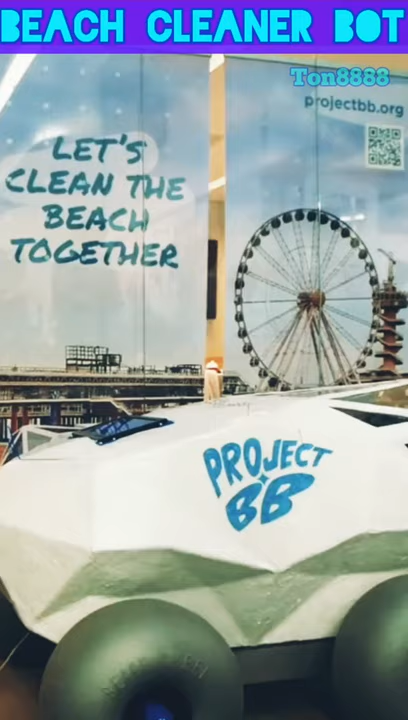 BEACH CLEANER BOT
Ton8888
projectbb.org
LET'S
CLEAN THE
BEACH
TOGETHER
PROJECT
BB